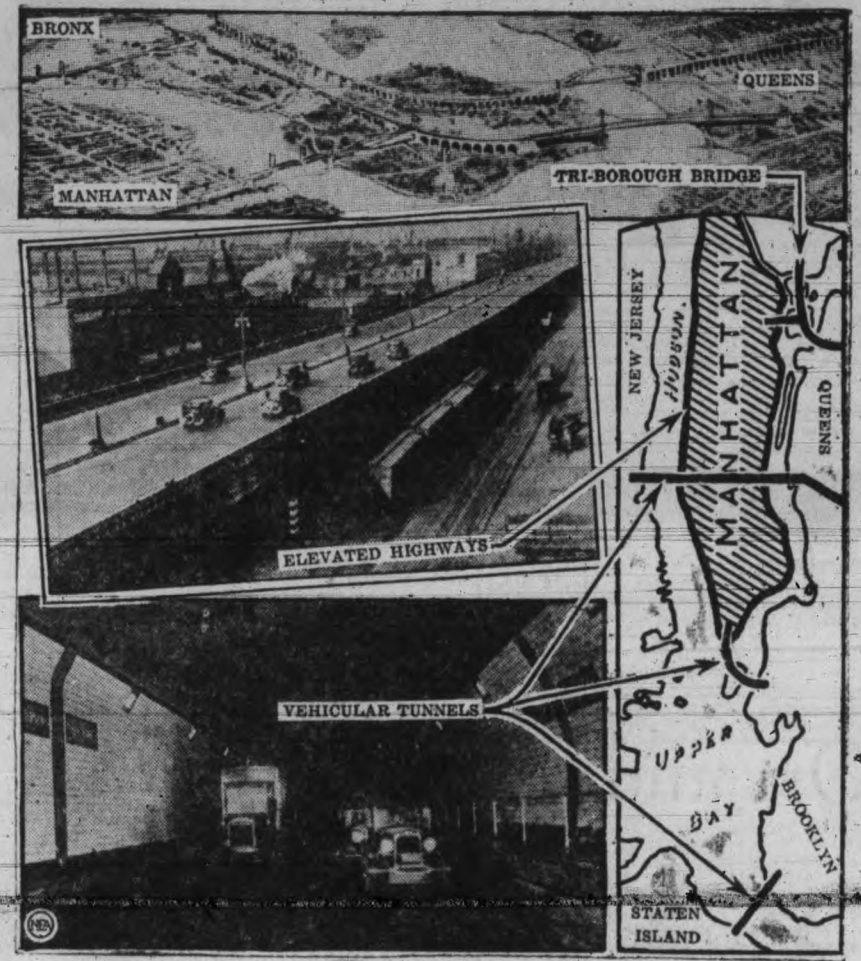 BRONX
QUEENS
MANHATTAN
TRI-BOROUGH BRIDGE
NEW JERSEY
HUDSON
MANHATTAN
QUEENS
ELEVATED HIGHWAYS
VEHICULAR TUNNELS
UPPER
BAY
BROOKLYN
STATEN
ISLAND
NEA